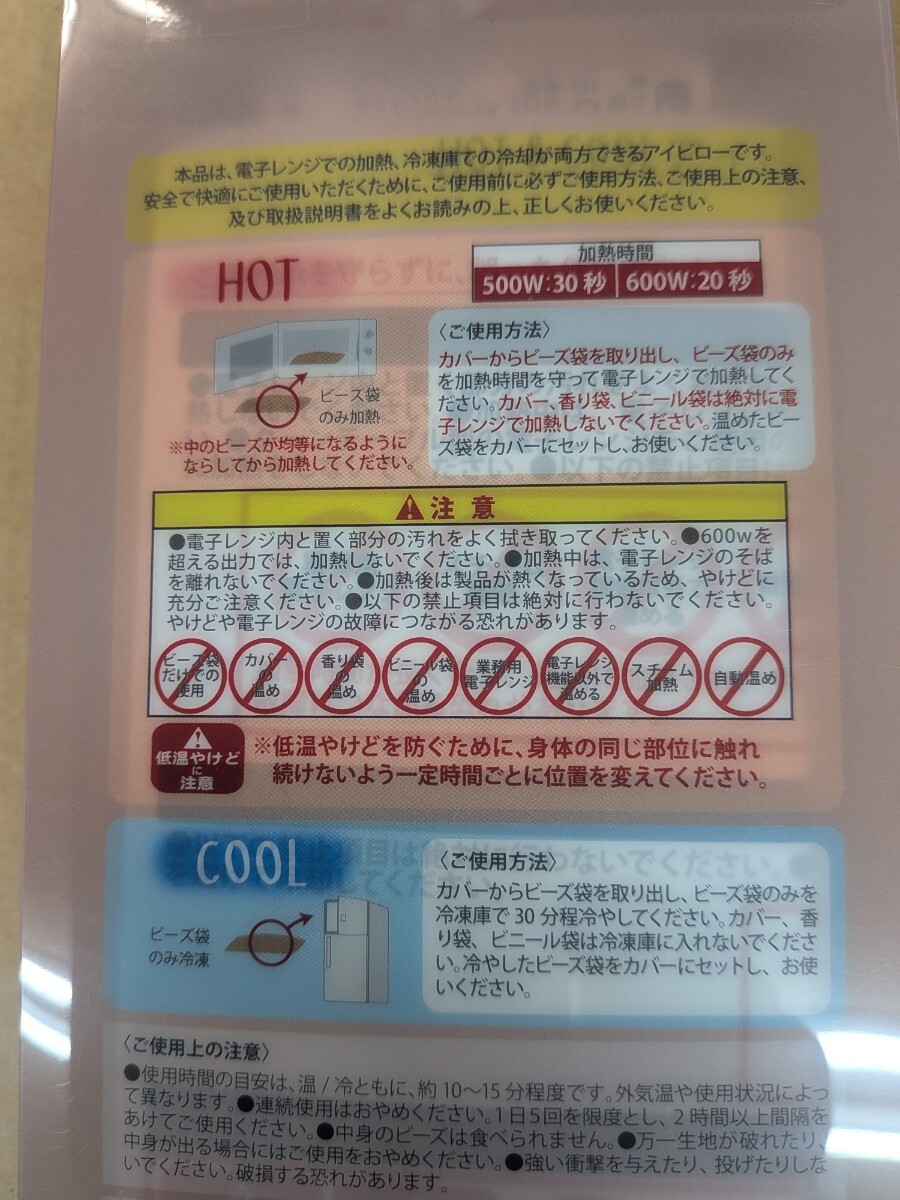 本品は、電子レンジでの加熱、冷凍庫での冷却が両方できるアイピローです。
安全で快適にご使用いただくために、ご使用前に必ずご使用方法、ご使用上の注意、
及び取扱説明書をよくお読みの上、正しくお使いください。
HOT
加熱時間
500W:30 秒 600W:20 秒
ビーズ袋
のみ加熱
※中のビーズが均等になるように
ならしてから加熱してください。
〈ご使用方法〉
カバーからビーズ袋を取り出し、ビーズ袋のみ
を加熱時間を守って電子レンジで加熱してく
ださい。カバー、香り袋、ビニール袋は絶対に電
子レンジで加熱しないでください。温めたビー
ズ袋をカバーにセットし、お使いください。
注意
●電子レンジ内と置く部分の汚れをよく拭き取ってください。●600wを
超える出力では、加熱しないでください。●加熱中は、電子レンジのそば
を離れないでください。●加熱後は製品が熱くなっているため、やけどに
充分ご注意ください。●以下の禁止項目は絶対に行わないでください。
やけどや電子レンジの故障につながる恐れがあります。
ビーズ袋
だけでの
使用
カバー
の
温め
香り袋
の
温め
ビニール袋
の
温め
業務用
電子レンジ
電子レンジ
機能以外で
温める
スチーム
加熱
自動温め
低温やけど
に
注意
※低温やけどを防ぐために、身体の同じ部位に触れ
続けないよう一定時間ごとに位置を変えてください。
COOL
ビーズ袋
のみ冷凍
〈ご使用方法〉
カバーからビーズ袋を取り出し、ビーズ袋のみを
冷凍庫で 30 分程冷やしてください。カバー、香
り袋、ビニール袋は冷凍庫に入れないでくださ
い。冷やしたビーズ袋をカバーにセットし、お使
いください。
〈ご使用上の注意〉
●使用時間の目安は、温 / 冷ともに、約 10～15 分程度です。外気温や使用状況によっ
て異なります。●連続使用はおやめください。1日5回を限度とし、2 時間以上間隔を
あけてご使用ください。●中身のビーズは食べられません。●万一生地が破れたり、
中身が出る場合にはご使用をおやめください。●強い衝撃を与えたり、投げたりしな
いでください。破損する恐れがあります。